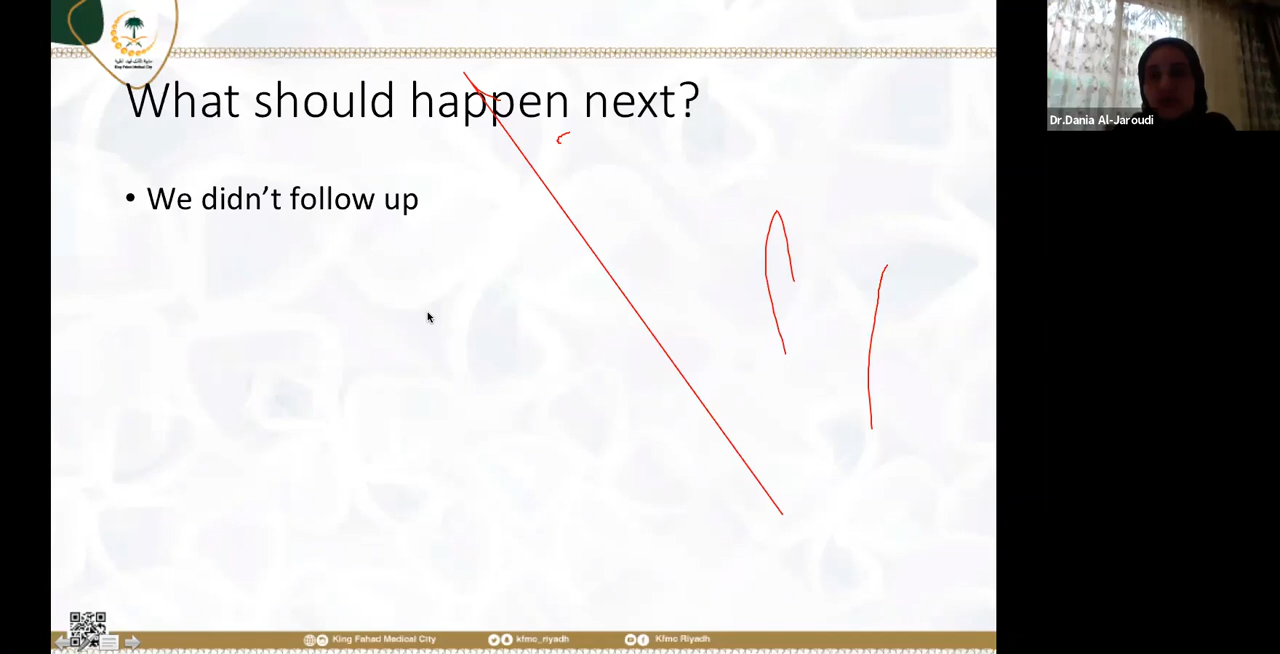 What should happen next?
• We didn’t follow up
Dr.Dania Al-Jaroudi
King Fahad Medical City
kfmc_riyadh
Kfmc Riyadh